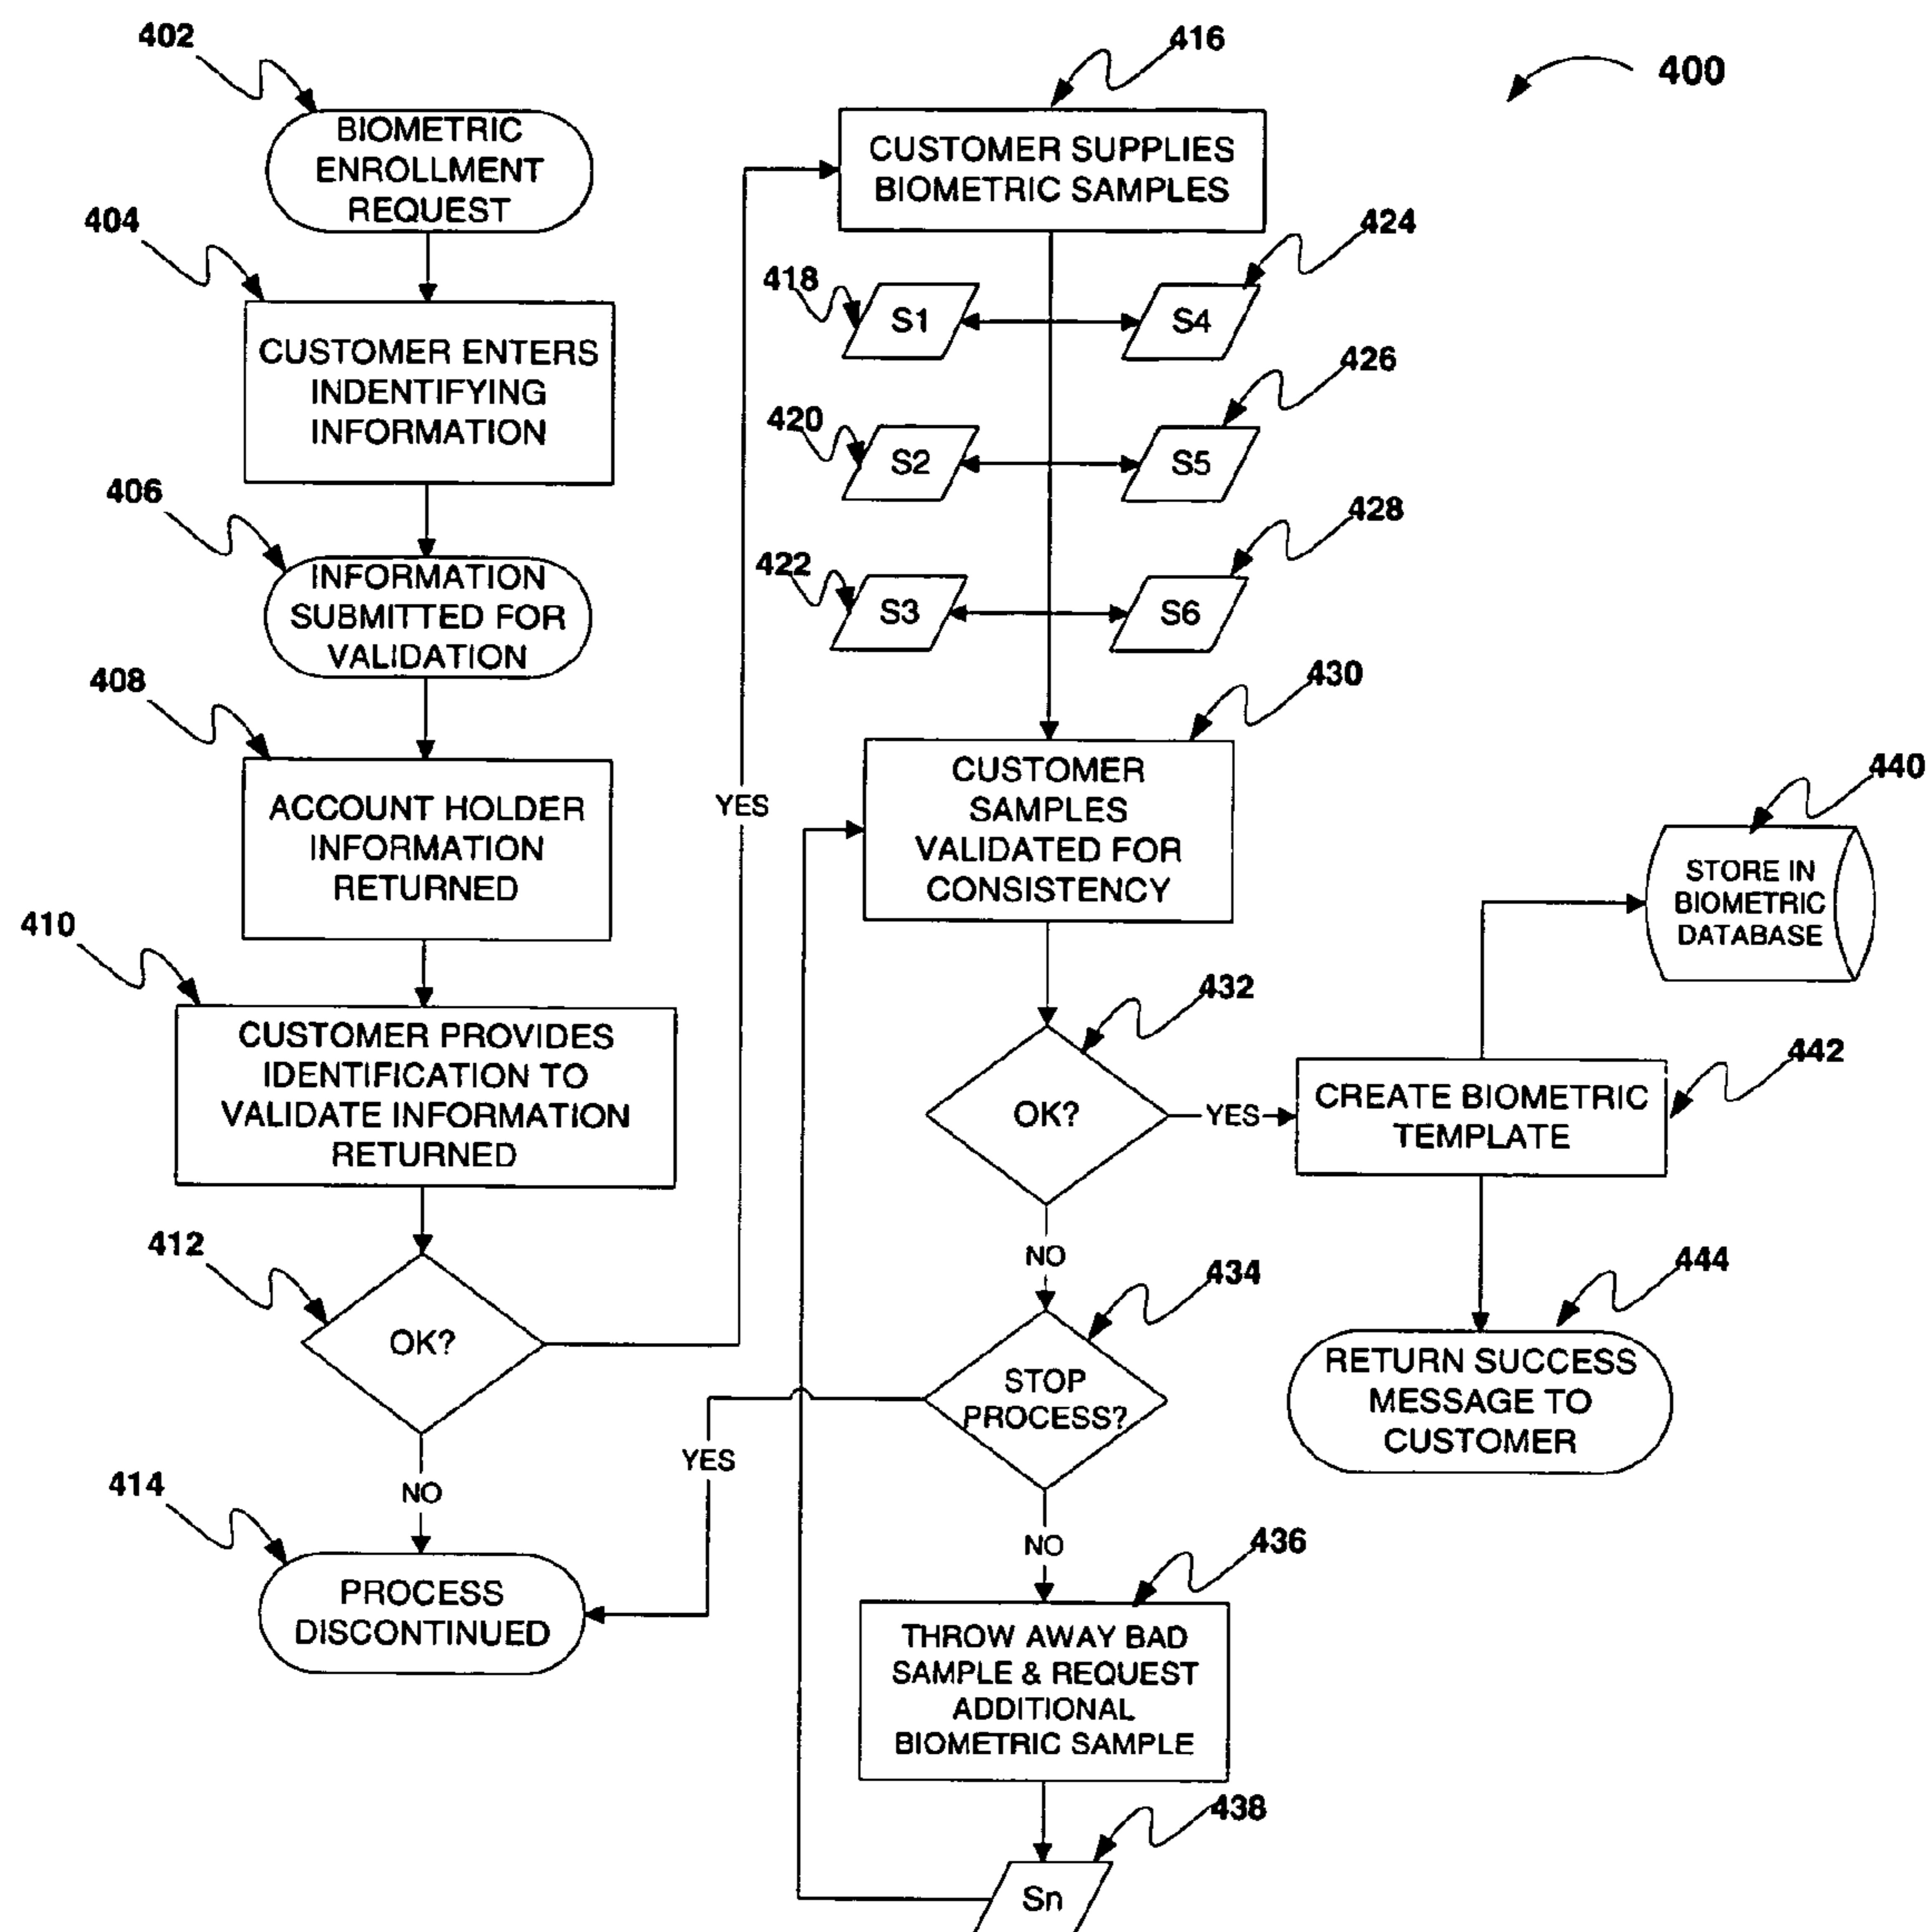 400
402
BIOMETRIC
ENROLLMENT
REQUEST
404
CUSTOMER ENTERS
INDENTIFYING
INFORMATION
406
INFORMATION
SUBMITTED FOR
VALIDATION
408
ACCOUNT HOLDER
INFORMATION
RETURNED
410
CUSTOMER PROVIDES
IDENTIFICATION TO
VALIDATE INFORMATION
RETURNED
412
OK?
YES
NO
414
PROCESS
DISCONTINUED
416
CUSTOMER SUPPLIES
BIOMETRIC SAMPLES
418
S1
424
S4
420
S2
426
S5
422
S3
428
S6
430
CUSTOMER
SAMPLES
VALIDATED FOR
CONSISTENCY
432
OK?
YES
NO
434
STOP
PROCESS?
YES
NO
436
THROW AWAY BAD
SAMPLE & REQUEST
ADDITIONAL
BIOMETRIC SAMPLE
438
Sn
440
STORE IN
BIOMETRIC
DATABASE
442
CREATE BIOMETRIC
TEMPLATE
444
RETURN SUCCESS
MESSAGE TO
CUSTOMER